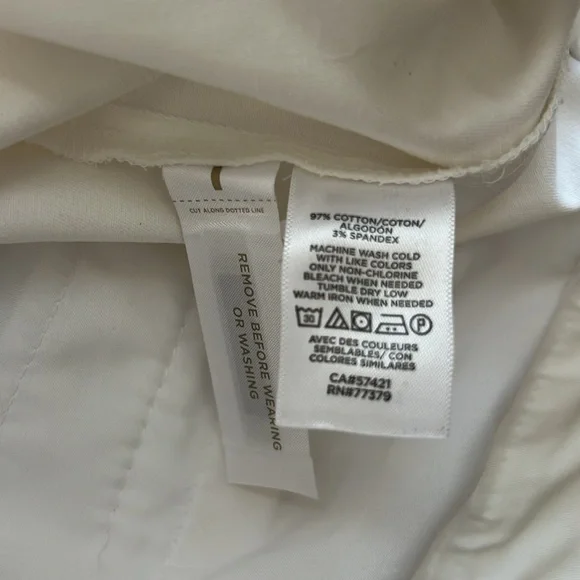 CUT ALONG DOTTED LINE
REMOVE BEFORE WEARING
OR WASHING
97% COTTON/COTON/
ALGODÓN
3% SPANDEX
MACHINE WASH COLD
WITH LIKE COLORS
ONLY NON-CHLORINE
BLEACH WHEN NEEDED
TUMBLE DRY LOW
WARM IRON WHEN NEEDED
30 P
AVEC DES COULEURS
SEMBLABLES/ CON
COLORES SIMILARES
CA#57421
RN#77379